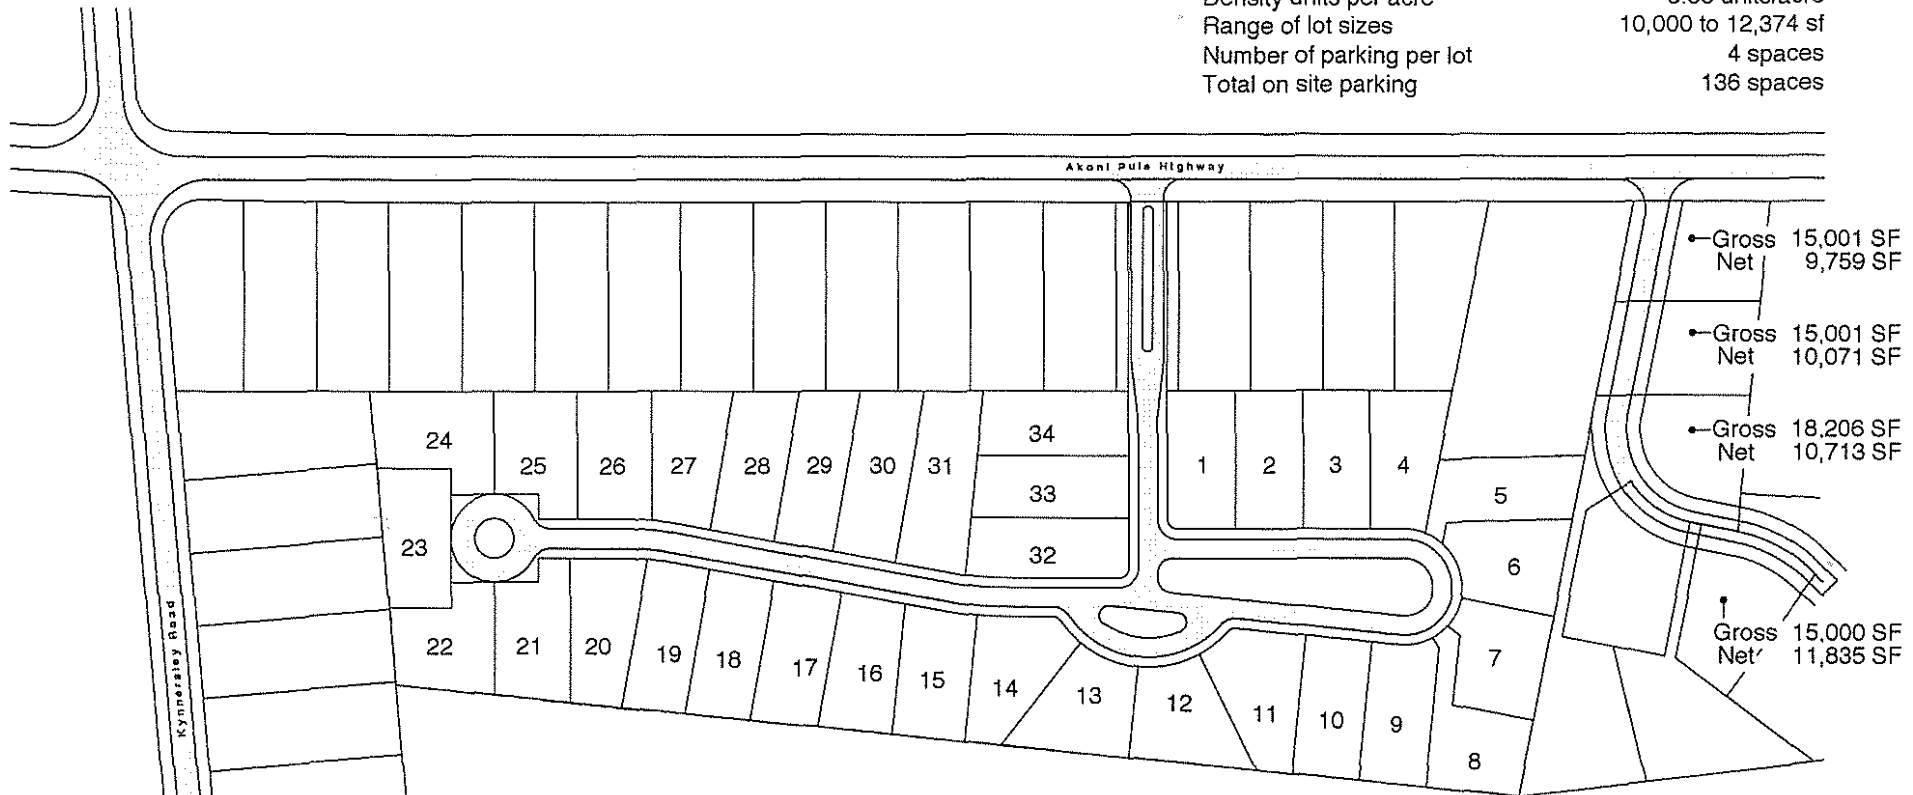 Range of lot sizes 10,000 to 12,374 sf
Number of parking per lot 4 spaces
Total on site parking 136 spaces
Akoni Pule Highway
Gross 15,001 SF
Net 9,759 SF
Gross 15,001 SF
Net 10,071 SF
Gross 18,206 SF
Net 10,713 SF
24
25
26
27
28
29
30
31
34
33
32
1
2
3
4
5
6
7
8
23
22
21
20
19
18
17
16
15
14
13
12
11
10
9
Gross 15,000 SF
Net 11,835 SF
Kynnersley Road